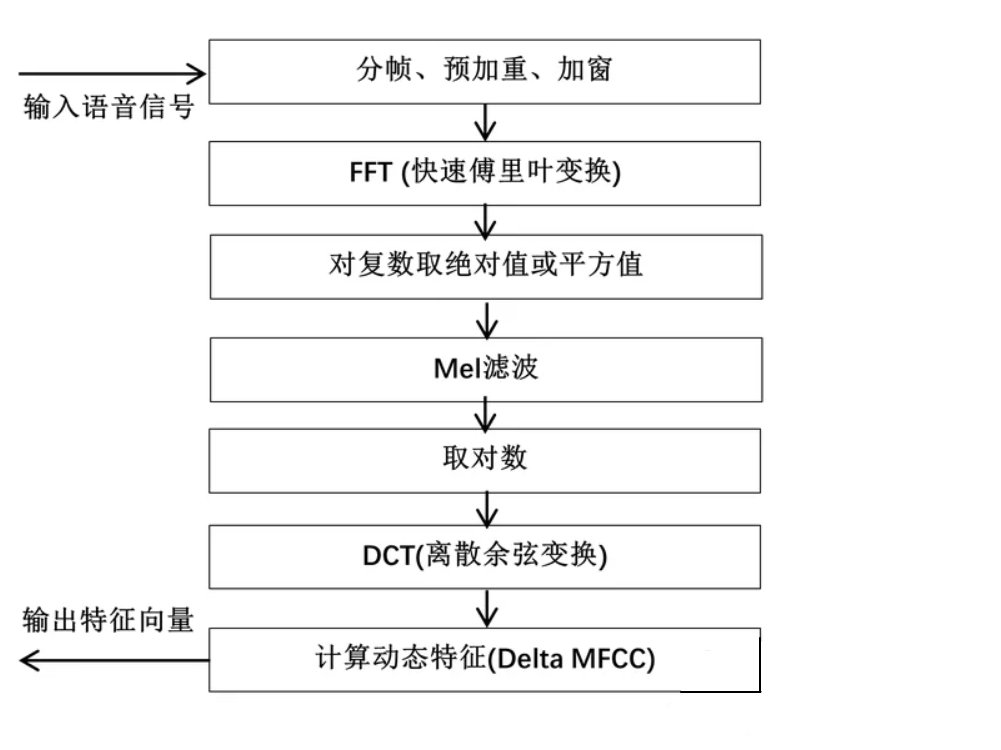 分帧、预加重、加窗
输入语音信号
FFT (快速傅里叶变换)
对复数取绝对值或平方值
Mel滤波
取对数
DCT(离散余弦变换)
输出特征向量
计算动态特征(Delta MFCC)